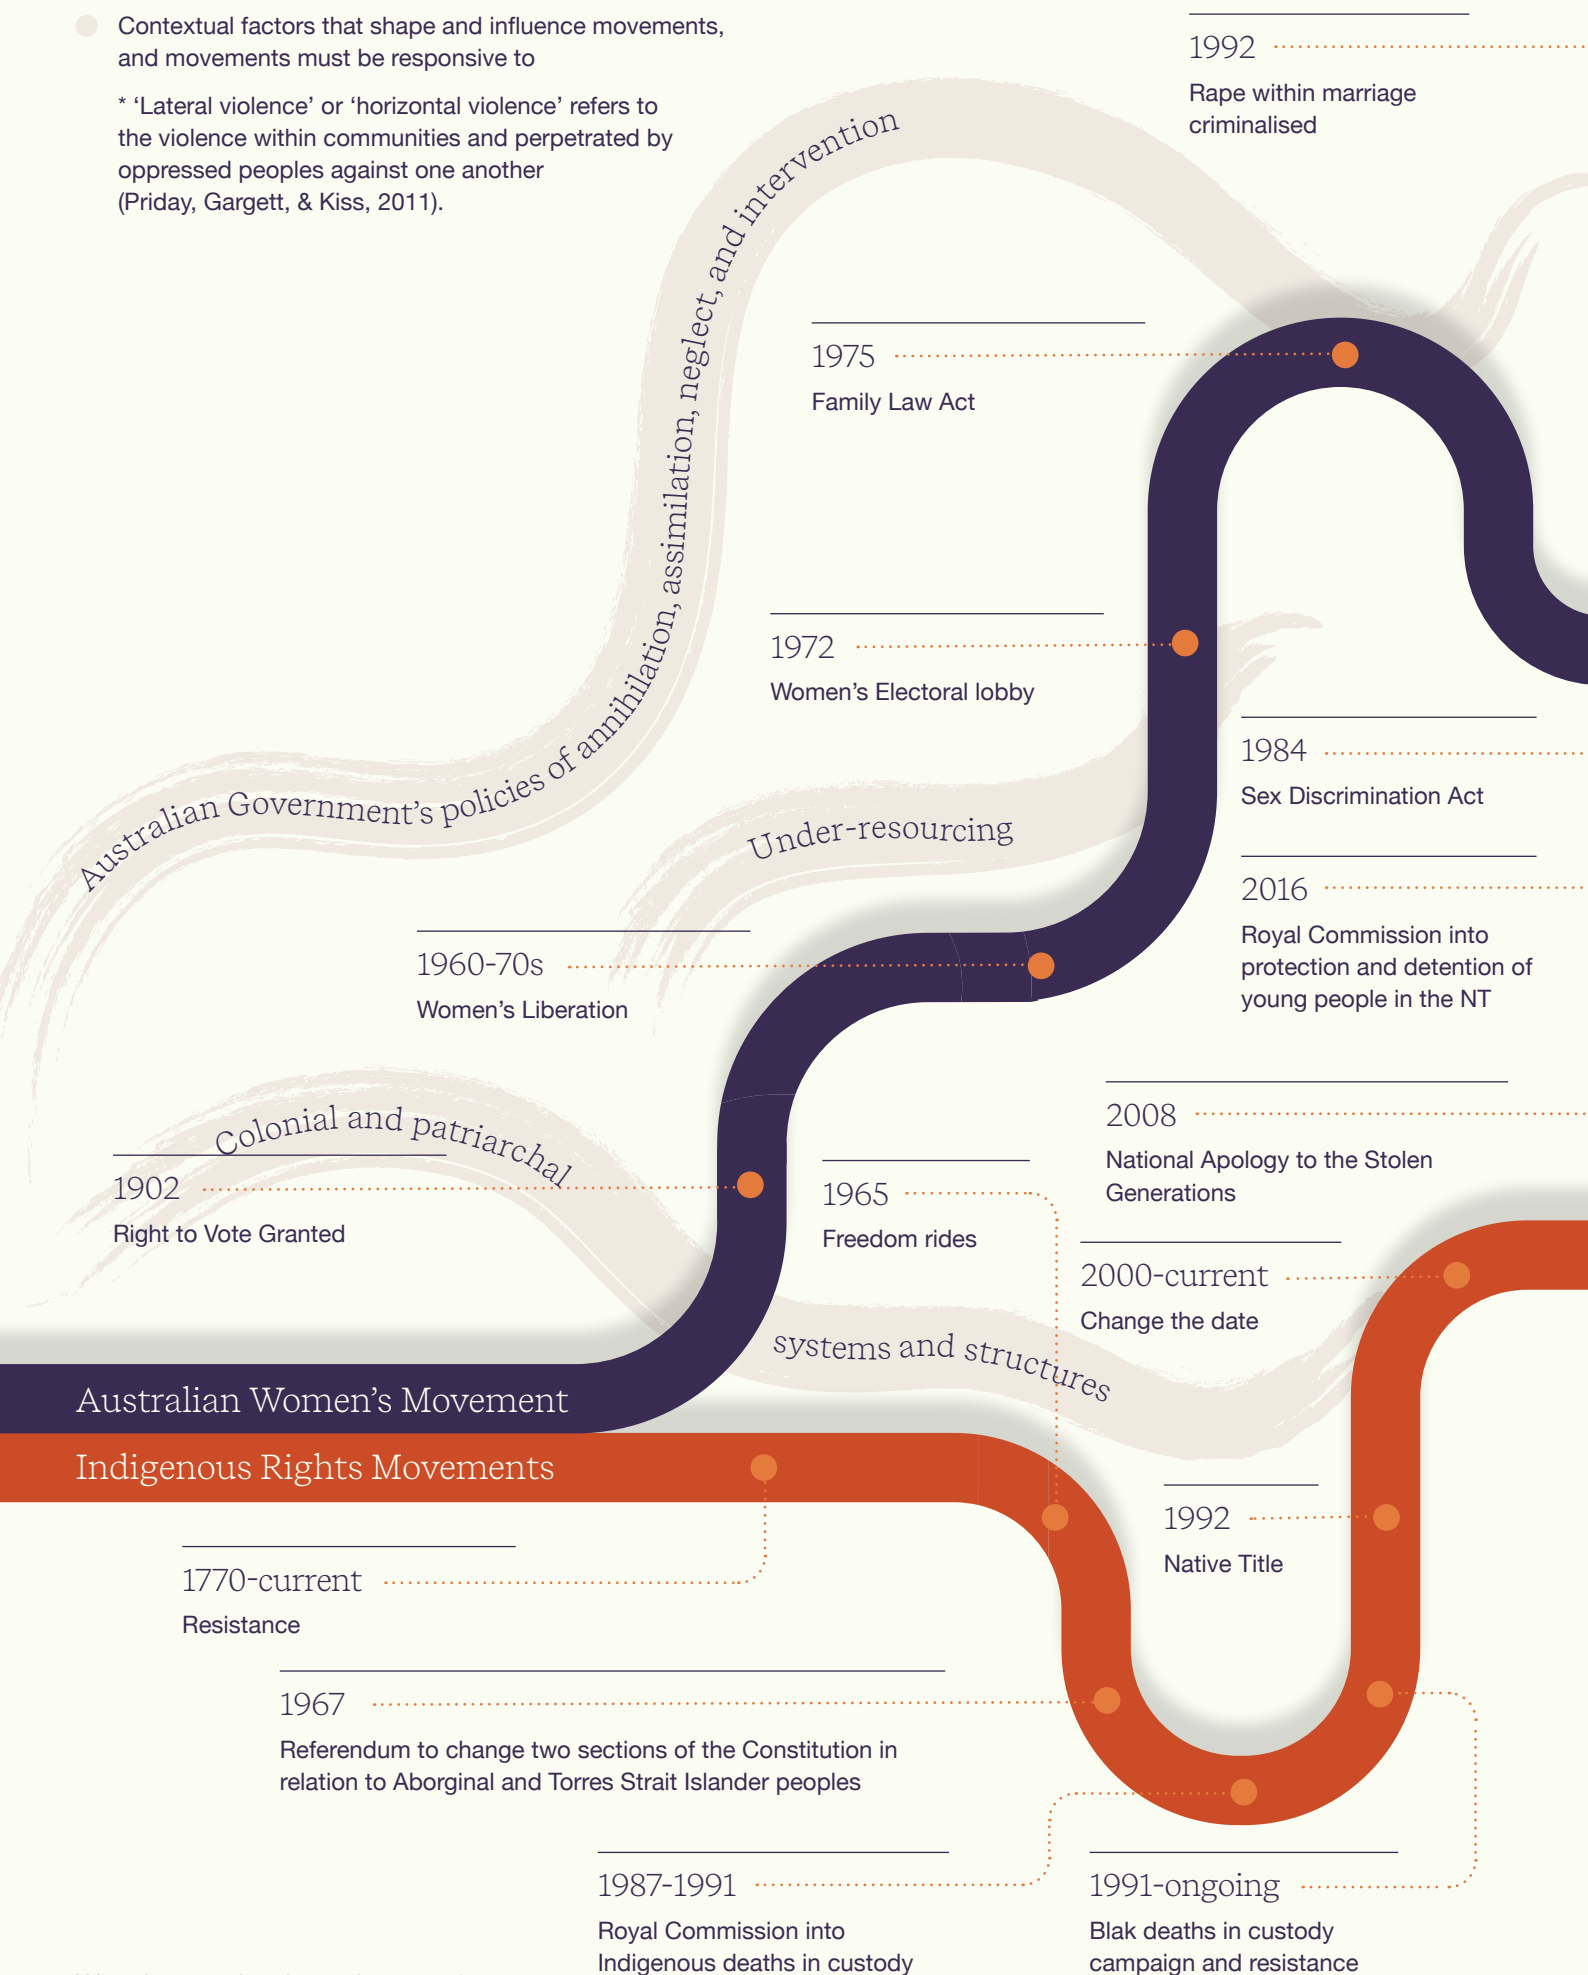 Contextual factors that shape and influence movements,
and movements must be responsive to
* ‘Lateral violence’ or ‘horizontal violence’ refers to
the violence within communities and perpetrated by
oppressed peoples against one another
(Priday, Gargett, & Kiss, 2011).
1992
Rape within marriage
criminalised
Australian Government’s policies of annihilation, assimilation, neglect, and intervention
1975
Family Law Act
1972
Women’s Electoral lobby
1984
Sex Discrimination Act
Under-resourcing
2016
Royal Commission into
protection and detention of
young people in the NT
1960-70s
Women’s Liberation
Colonial and patriarchal
systems and structures
1902
Right to Vote Granted
1965
Freedom rides
2008
National Apology to the Stolen
Generations
2000-current
Change the date
Australian Women’s Movement
Indigenous Rights Movements
1992
Native Title
1770-current
Resistance
1967
Referendum to change two sections of the Constitution in
relation to Aborginal and Torres Strait Islander peoples
1987-1991
Royal Commission into
Indigenous deaths in custody
1991-ongoing
Blak deaths in custody
campaign and resistance